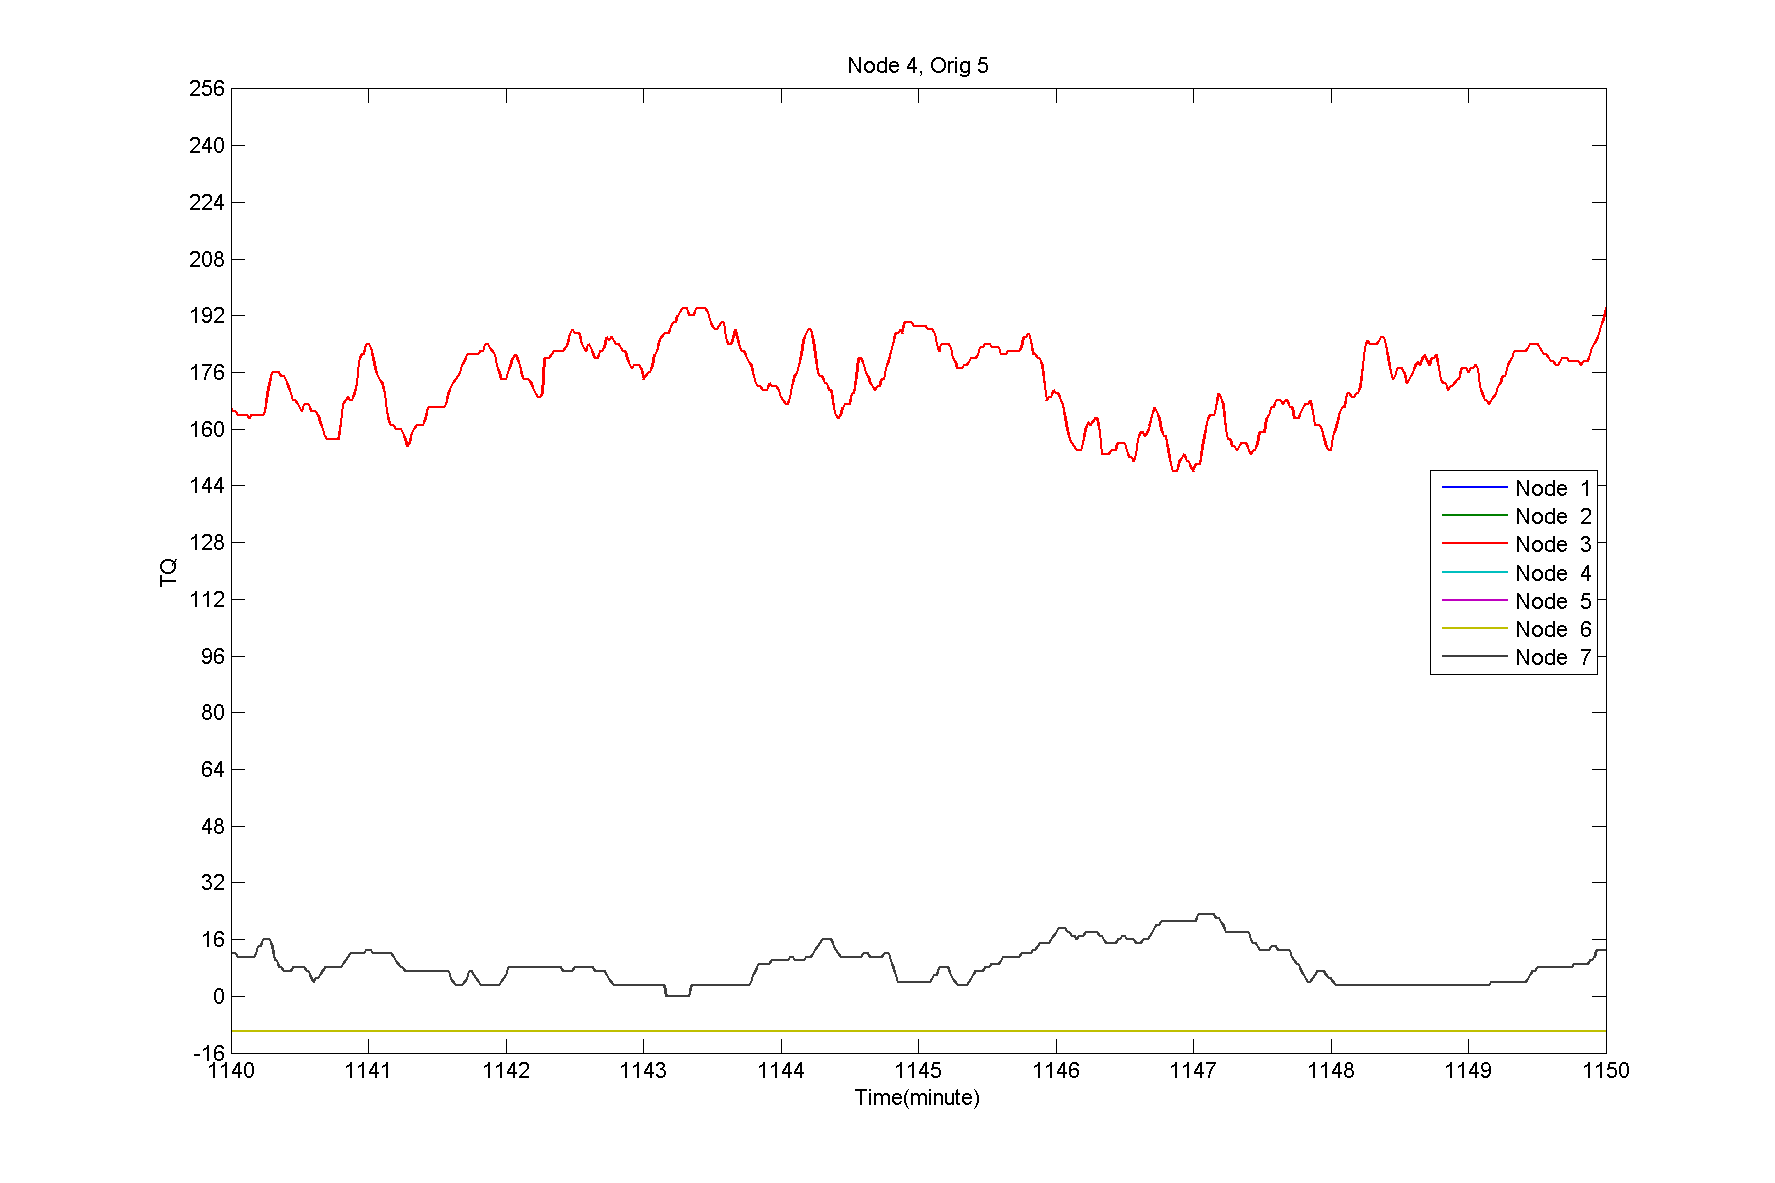 Node 4, Orig 5
256
240
224
208
192
176
160
144
128
112
96
80
64
48
32
16
0
-16
TQ
Node 1
Node 2
Node 3
Node 4
Node 5
Node 6
Node 7
1140 1141 1142 1143 1144 1145 1146 1147 1148 1149 1150
Time(minute)